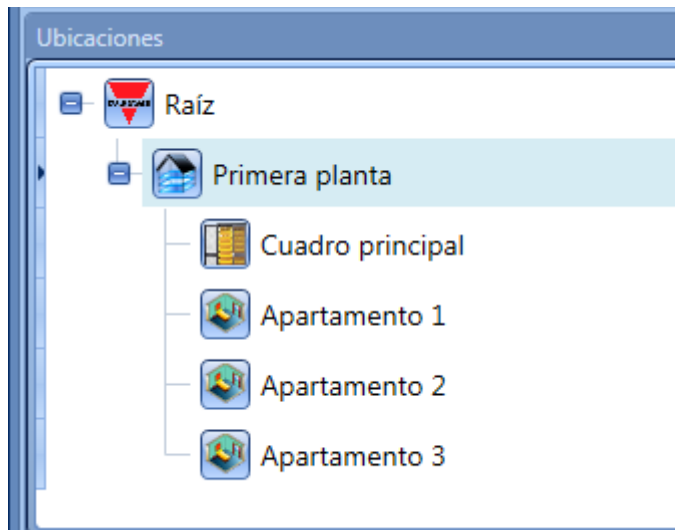 Ubicaciones
Raíz
Primera planta
Cuadro principal
Apartamento 1
Apartamento 2
Apartamento 3